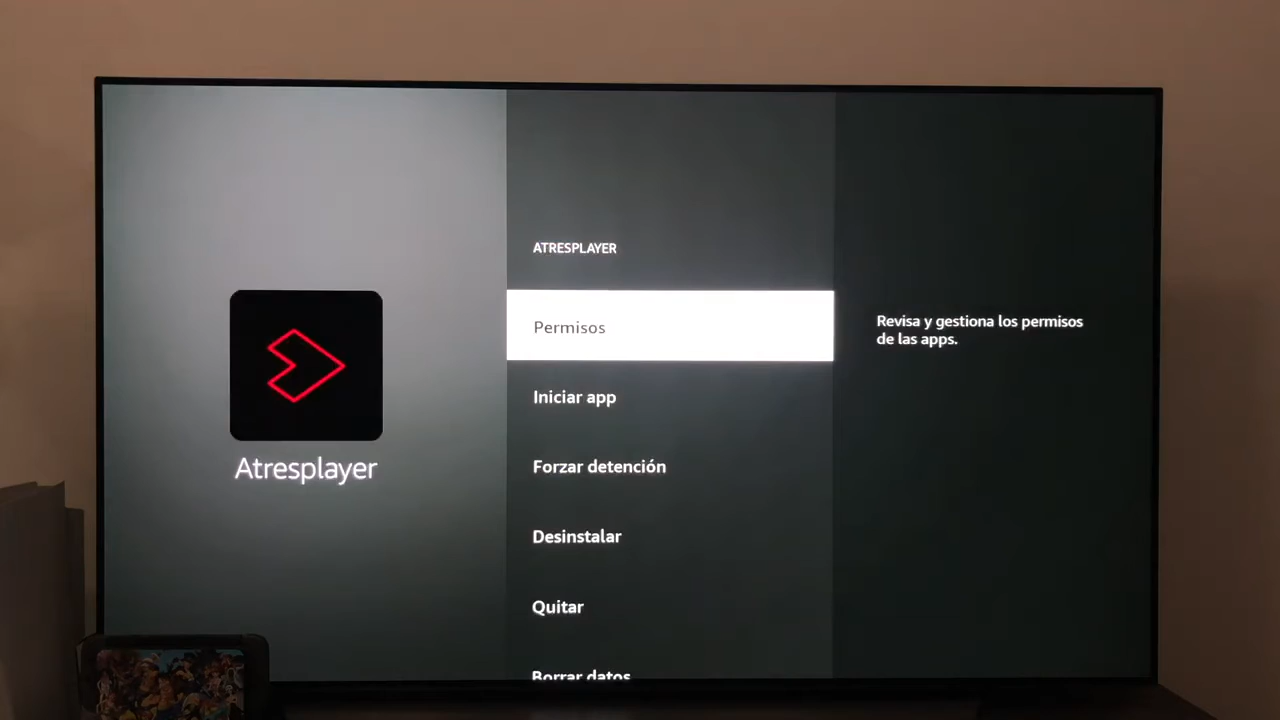 ATRESPLAYER
Permisos
Revisa y gestiona los permisos
de las apps.
Iniciar app
Forzar detención
Atresplayer
Desinstalar
Quitar
Borrar datos